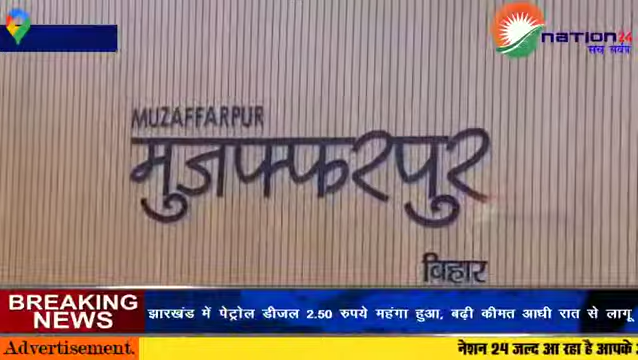 nation24
सच सर्वत्र
MUZAFFARPUR
मुजफ्फरपुर
बिहार
BREAKING NEWS
झारखंड में पेट्रोल डीजल 2.50 रुपये महंगा हुआ, बढ़ी कीमत आधी रात से लागू
Advertisement.
नेशन 24 जल्द आ रहा है आपके